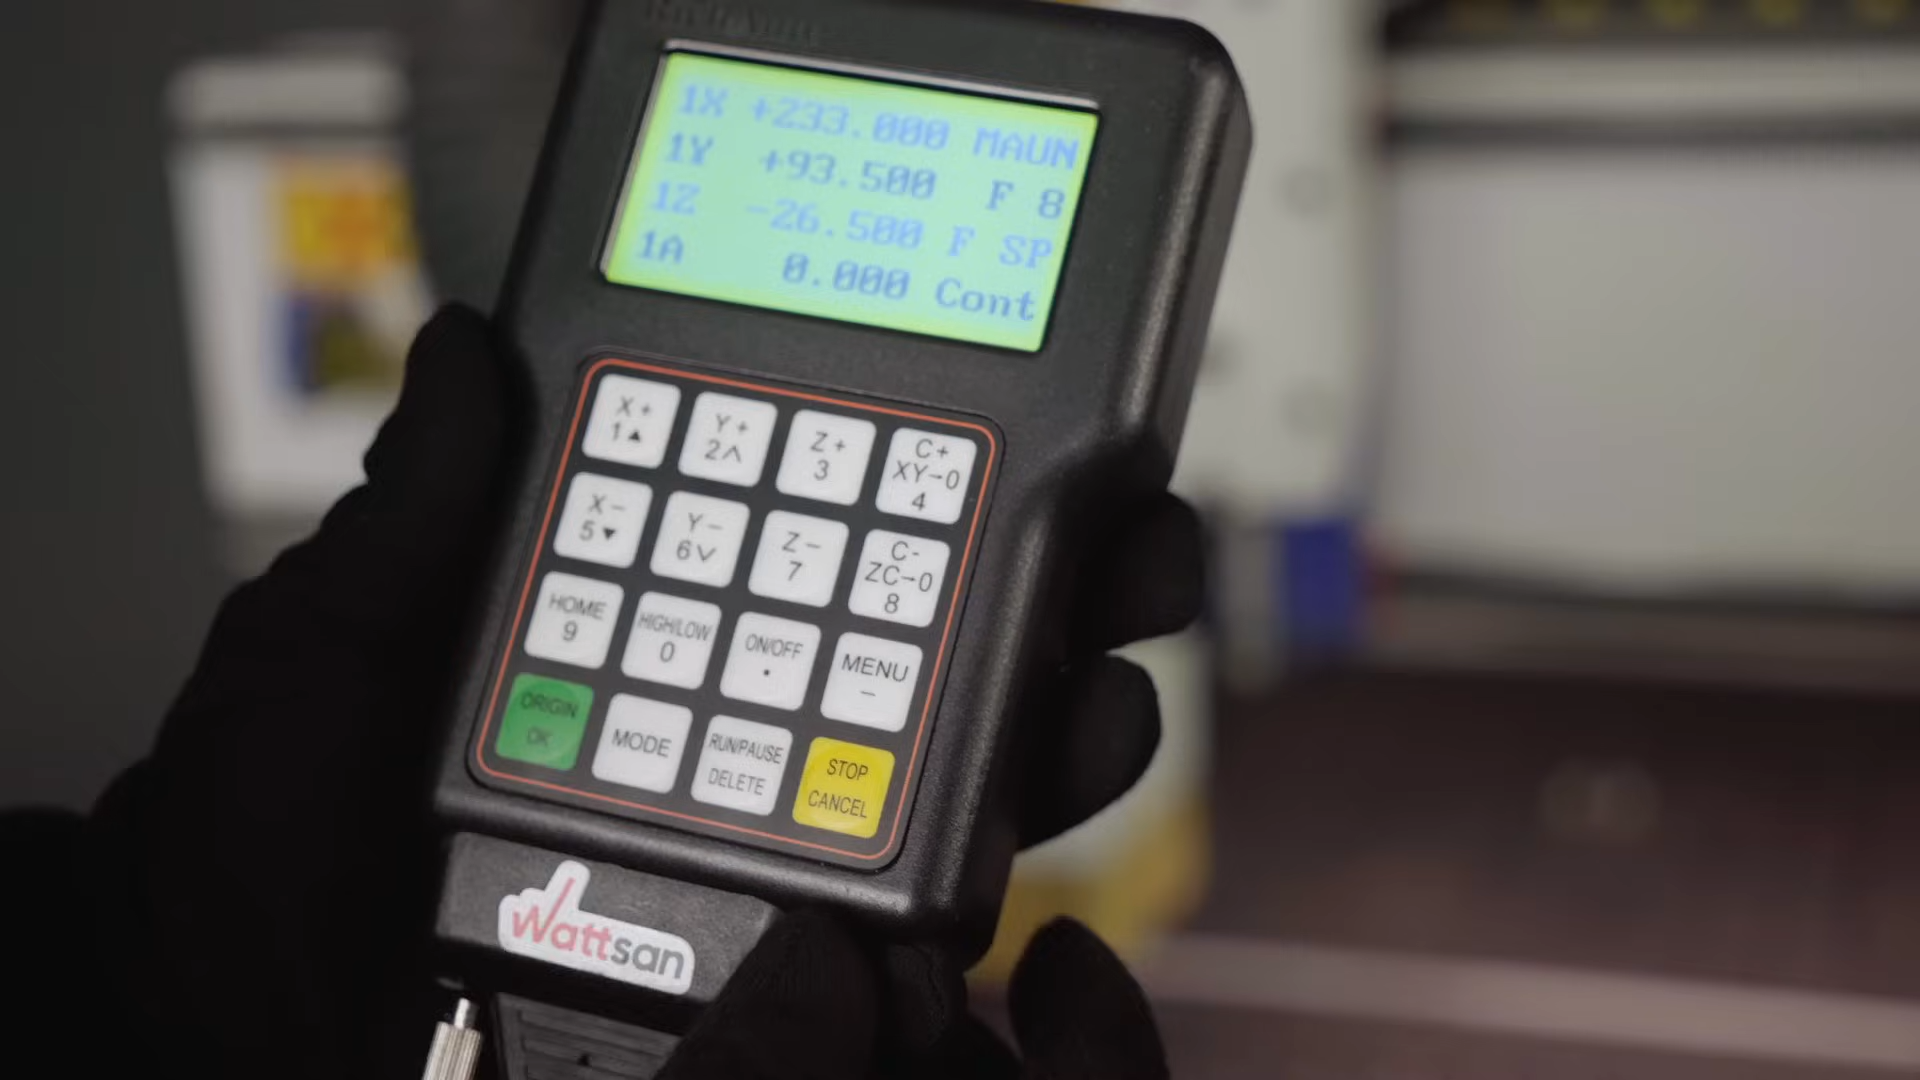 1X +233.000 MAUN
1Y +93.500 F 8
1Z -26.500 F SP
1A 0.000 Cont
X+ Y+ Z+ C+
1▲ 2∧ 3 XY→0
4
X- Y- Z- C-
5▼ 6∨ 7 ZC→0
8
HOME HIGH/LOW ON/OFF MENU
9 0 . −
ORIGIN MODE RUN/PAUSE STOP
OK DELETE CANCEL
Wattsan